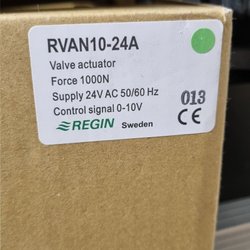 RVAN10-24A
Valve actuator
Force 1000N
Supply 24V AC 50/60 Hz
Control signal 0-10V
013
REGIN Sweden